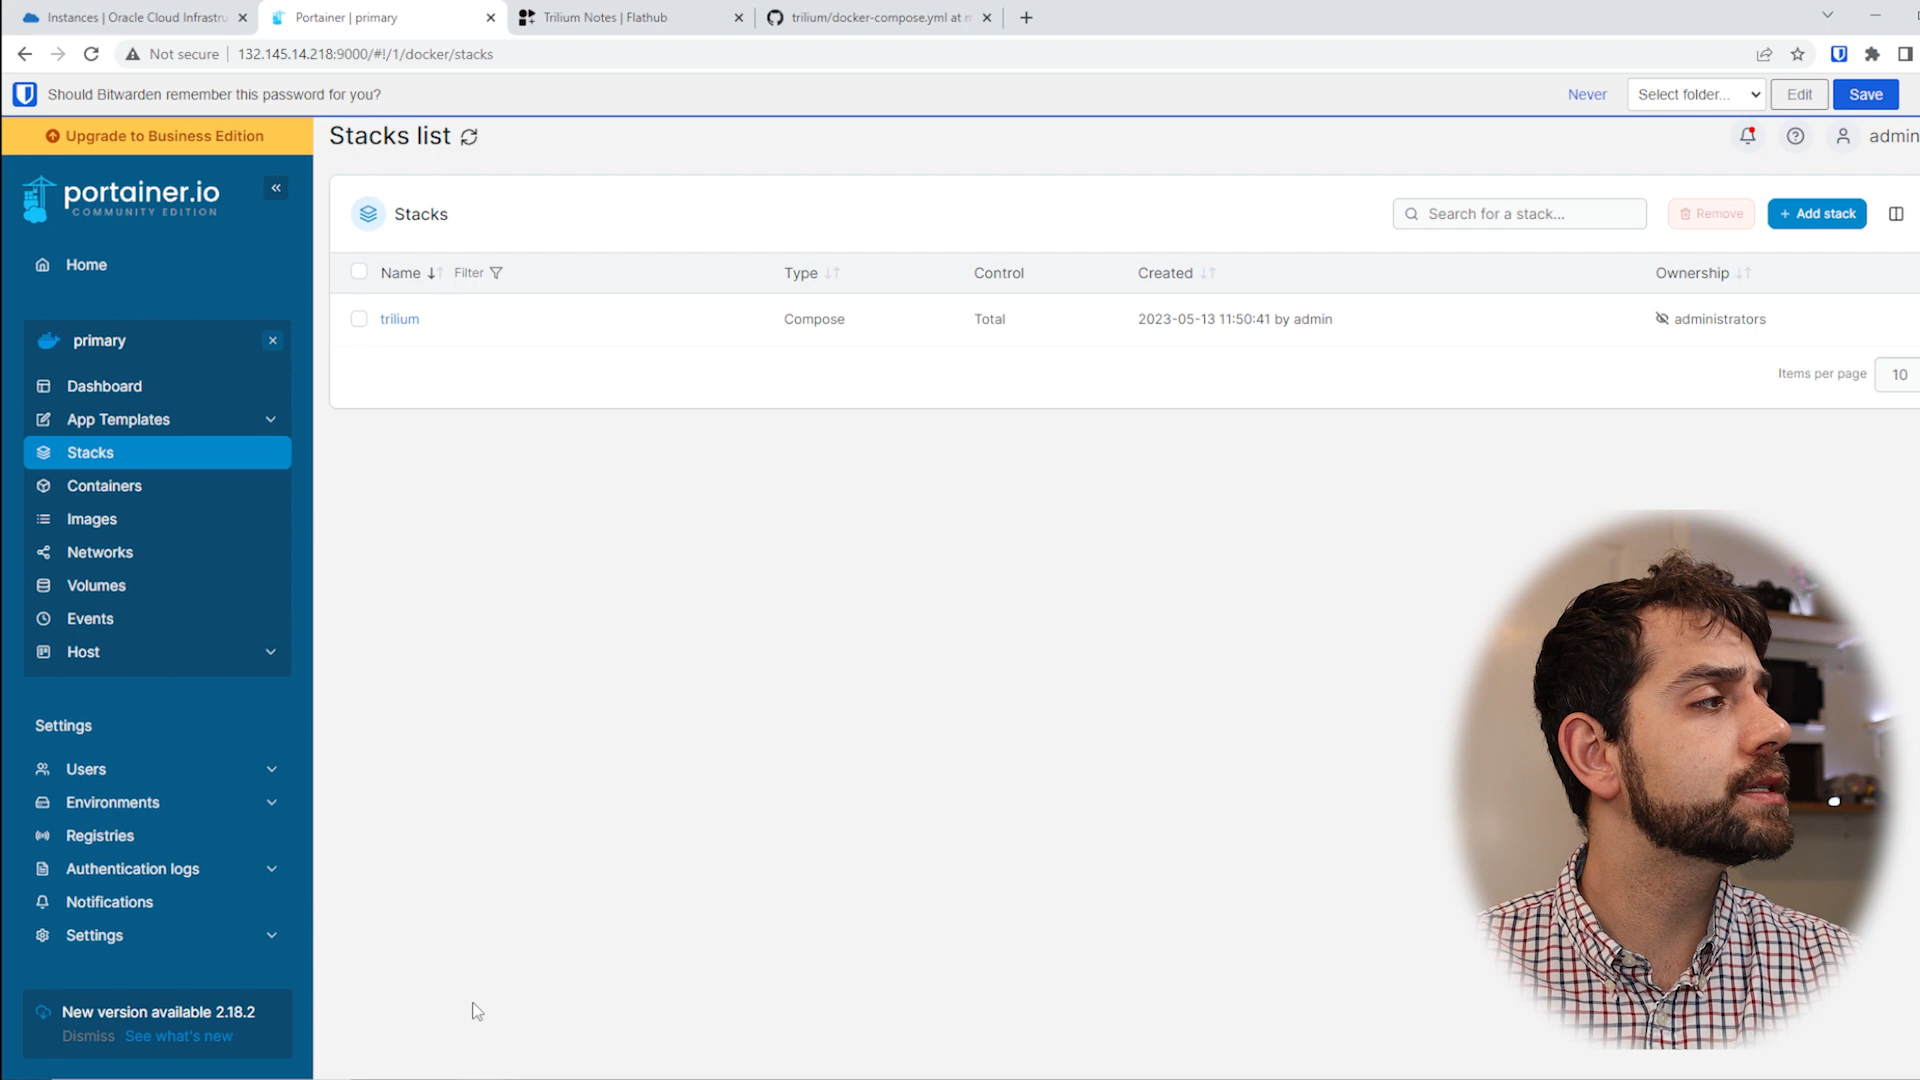 Instances | Oracle Cloud Infrastru
Portainer | primary
Trilium Notes | Flathub
trilium/docker-compose.yml at m
Not secure
132.145.14.218:9000/#!/1/docker/stacks
Should Bitwarden remember this password for you?
Never
Select folder...
Edit
Save
Upgrade to Business Edition
Stacks list
admin
portainer.io
COMMUNITY EDITION
Stacks
Search for a stack...
Remove
+ Add stack
Home
Name
Filter
Type
Control
Created
Ownership
trilium
Compose
Total
2023-05-13 11:50:41 by admin
administrators
Items per page
10
primary
Dashboard
App Templates
Stacks
Containers
Images
Networks
Volumes
Events
Host
Settings
Users
Environments
Registries
Authentication logs
Notifications
Settings
New version available 2.18.2
Dismiss See what's new